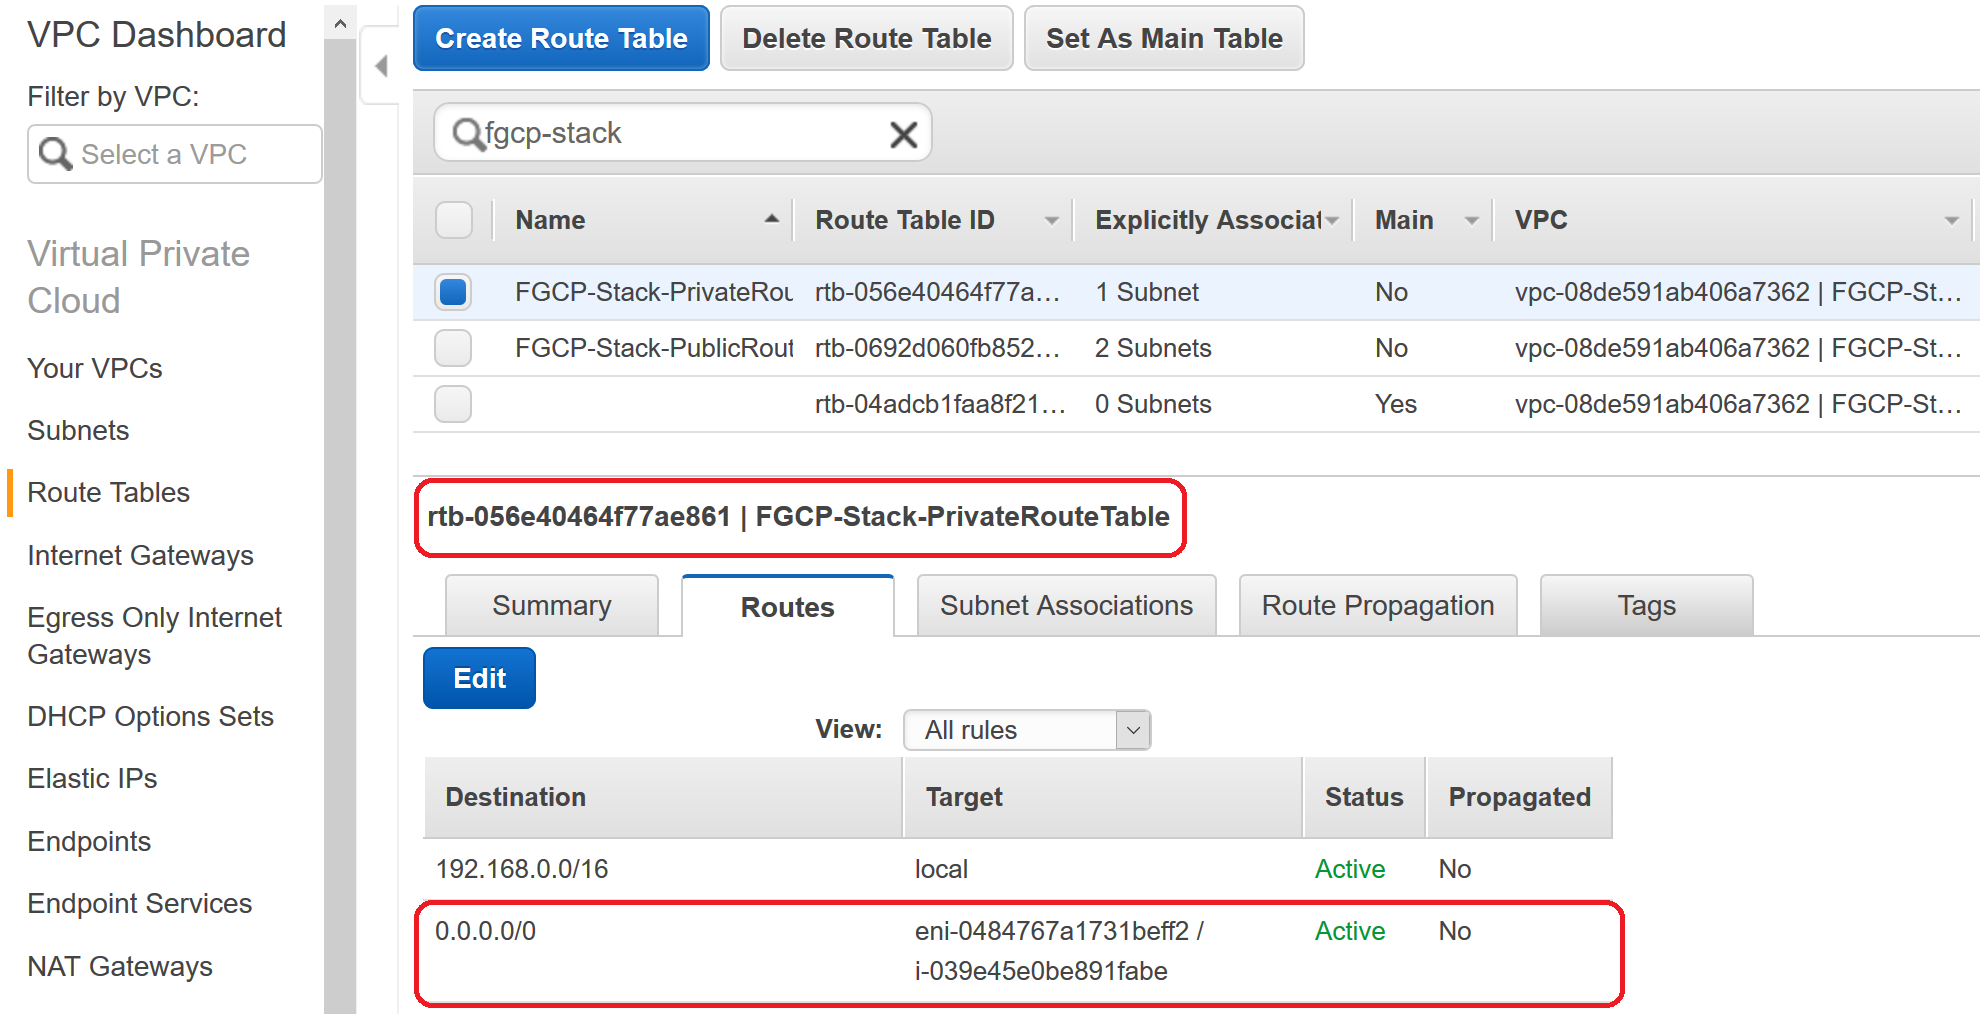 VPC Dashboard
Filter by VPC:
Select a VPC
Virtual Private
Cloud
Your VPCs
Subnets
Route Tables
Internet Gateways
Egress Only Internet
Gateways
DHCP Options Sets
Elastic IPs
Endpoints
Endpoint Services
NAT Gateways
Create Route Table Delete Route Table Set As Main Table
fgcp-stack
Name Route Table ID Explicitly Associat Main VPC
FGCP-Stack-PrivateRou rtb-056e40464f77a... 1 Subnet No vpc-08de591ab406a7362 | FGCP-St...
FGCP-Stack-PublicRout rtb-0692d060fb852... 2 Subnets No vpc-08de591ab406a7362 | FGCP-St...
rtb-04adcb1faa8f21... 0 Subnets Yes vpc-08de591ab406a7362 | FGCP-St...
rtb-056e40464f77ae861 | FGCP-Stack-PrivateRouteTable
Summary Routes Subnet Associations Route Propagation Tags
Edit
View: All rules
Destination Target Status Propagated
192.168.0.0/16 local Active No
0.0.0.0/0 eni-0484767a1731beff2 / Active No
i-039e45e0be891fabe